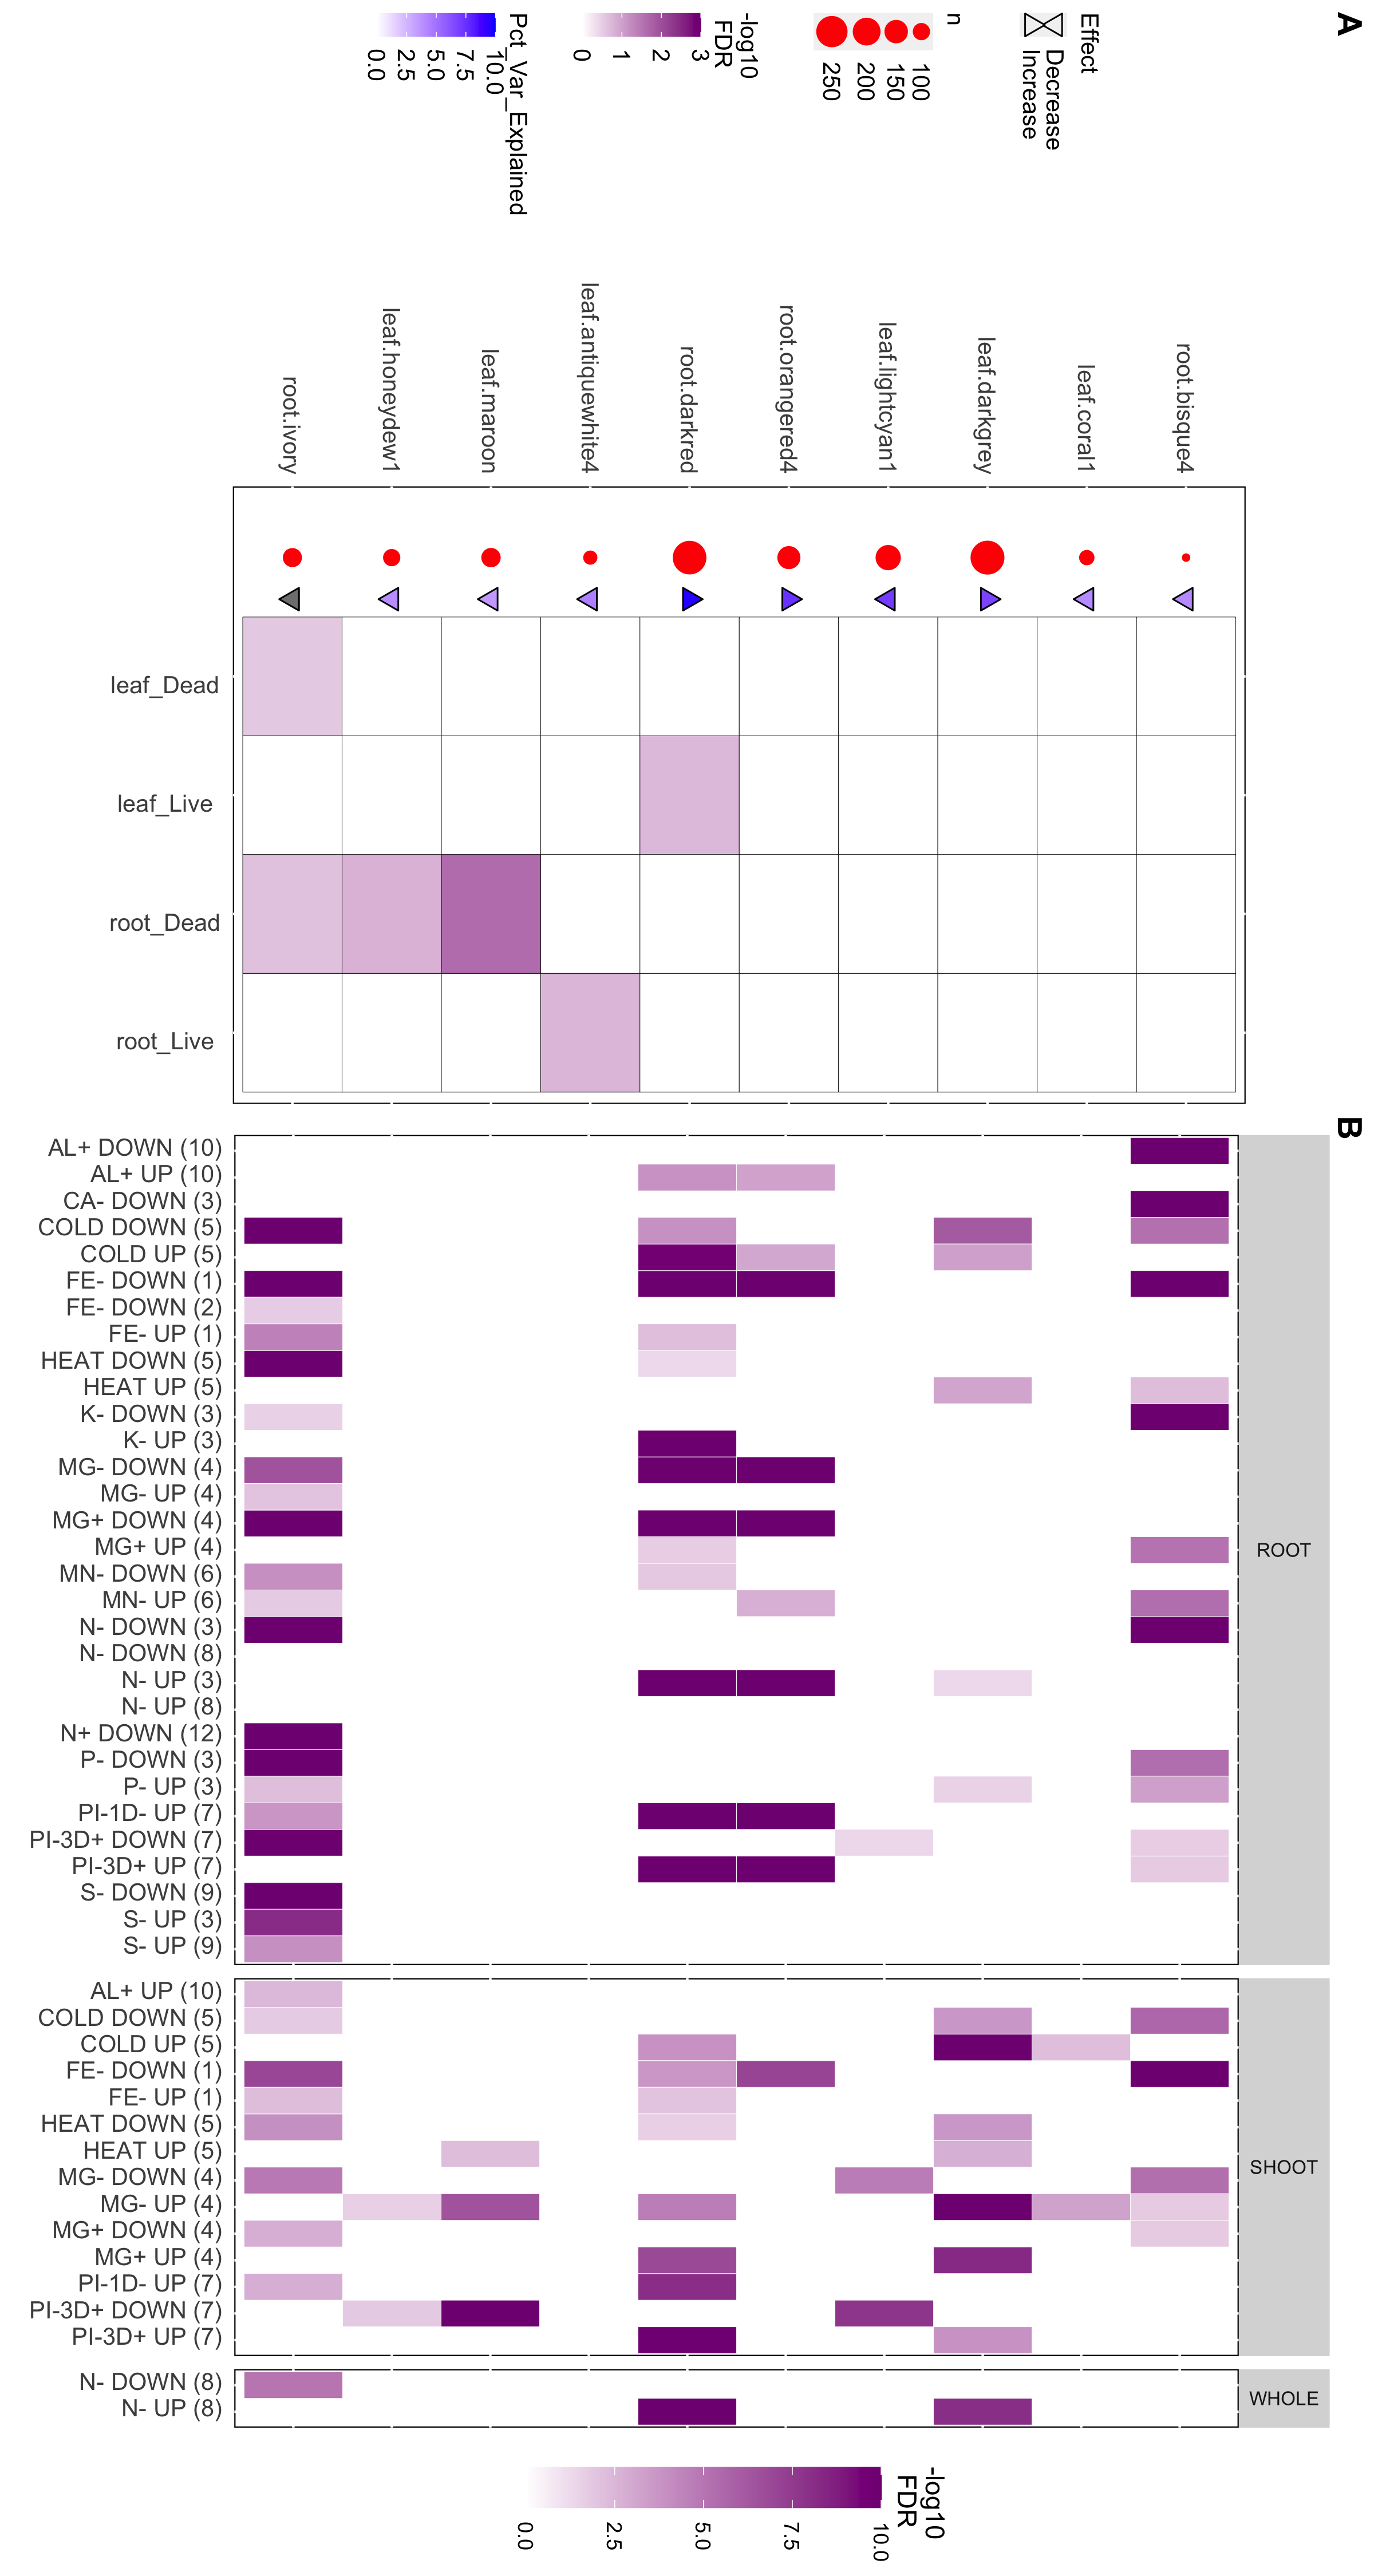 A
Effect
Decrease
Increase
n
100
150
200
250
-log10
FDR
3
2
1
0
Pct_Var_Explained
10.0
7.5
5.0
2.5
0.0
root.bisque4
leaf.coral1
leaf.darkgrey
leaf.lightcyan1
root.orangered4
root.darkred
leaf.antiquewhite4
leaf.maroon
leaf.honeydew1
root.ivory
leaf_Dead
leaf_Live
root_Dead
root_Live
B
ROOT
AL+ DOWN (10)
AL+ UP (10)
CA- DOWN (3)
COLD DOWN (5)
COLD UP (5)
FE- DOWN (1)
FE- DOWN (2)
FE- UP (1)
HEAT DOWN (5)
HEAT UP (5)
K- DOWN (3)
K- UP (3)
MG- DOWN (4)
MG- UP (4)
MG+ DOWN (4)
MG+ UP (4)
MN- DOWN (6)
MN- UP (6)
N- DOWN (3)
N- DOWN (8)
N- UP (3)
N- UP (8)
N+ DOWN (12)
P- DOWN (3)
P- UP (3)
PI-1D- UP (7)
PI-3D+ DOWN (7)
PI-3D+ UP (7)
S- DOWN (9)
S- UP (3)
S- UP (9)
SHOOT
AL+ UP (10)
COLD DOWN (5)
COLD UP (5)
FE- DOWN (1)
FE- UP (1)
HEAT DOWN (5)
HEAT UP (5)
MG- DOWN (4)
MG- UP (4)
MG+ DOWN (4)
MG+ UP (4)
PI-1D- UP (7)
PI-3D+ DOWN (7)
PI-3D+ UP (7)
WHOLE
N- DOWN (8)
N- UP (8)
-log10
FDR
10.0
7.5
5.0
2.5
0.0